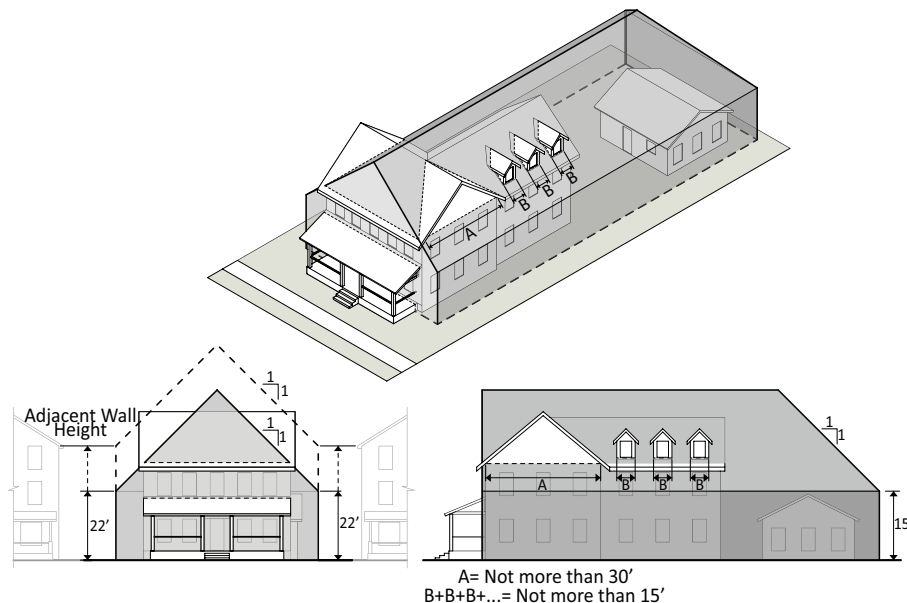 A
B
B
B
1
1
Adjacent Wall
Height
1
1
22'
22'
1
1
A
B
B
B
15'
A= Not more than 30'
B+B+B+...= Not more than 15'